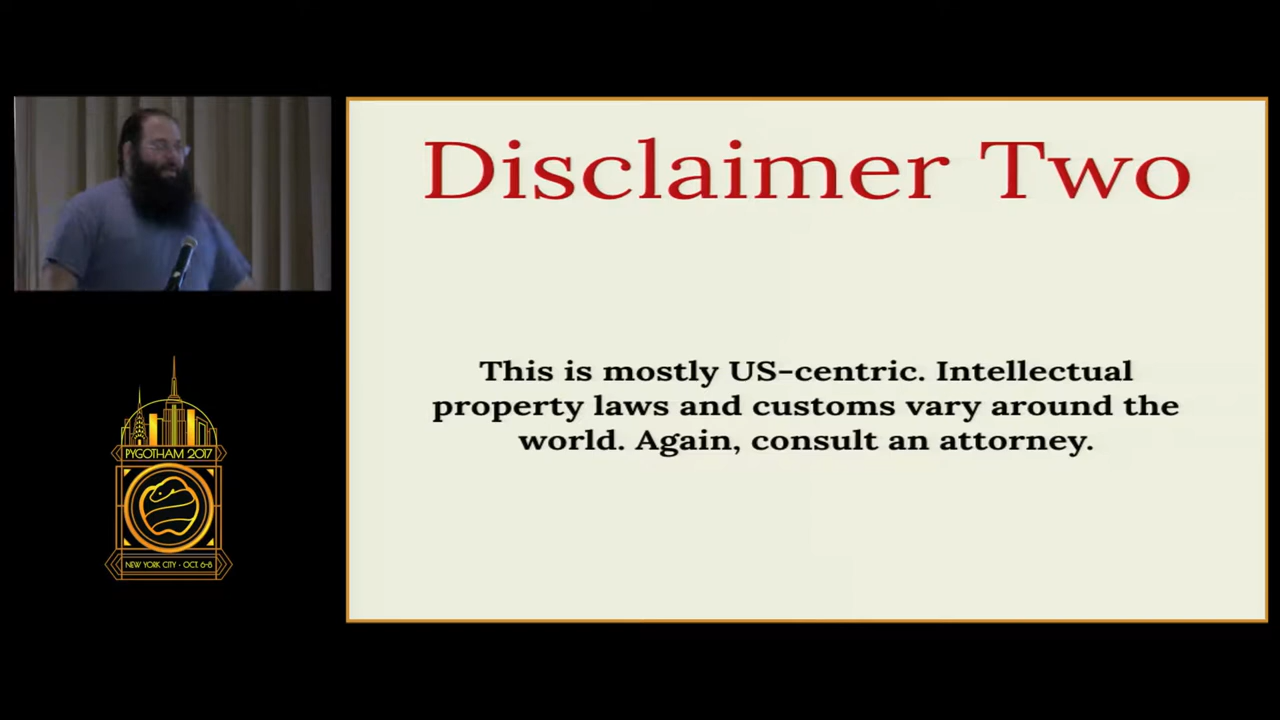 Disclaimer Two
This is mostly US-centric. Intellectual
property laws and customs vary around the
world. Again, consult an attorney.
PYGOTHAM 2017
NEW YORK CITY • OCT. 6-8